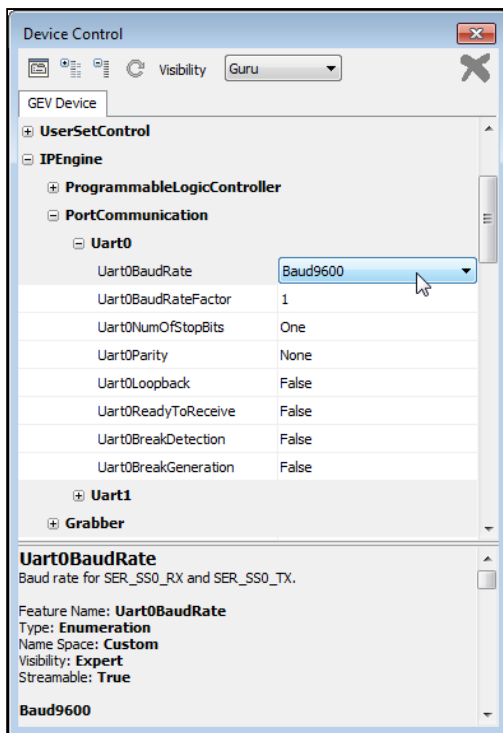 Device Control
Visibility Guru
GEV Device
UserSetControl
IPEngine
ProgrammableLogicController
PortCommunication
Uart0
Uart0BaudRate Baud9600
Uart0BaudRateFactor 1
Uart0NumOfStopBits One
Uart0Parity None
Uart0Loopback False
Uart0ReadyToReceive False
Uart0BreakDetection False
Uart0BreakGeneration False
Uart1
Grabber
Uart0BaudRate
Baud rate for SER_SS0_RX and SER_SS0_TX.
Feature Name: Uart0BaudRate
Type: Enumeration
Name Space: Custom
Visibility: Expert
Streamable: True
Baud9600